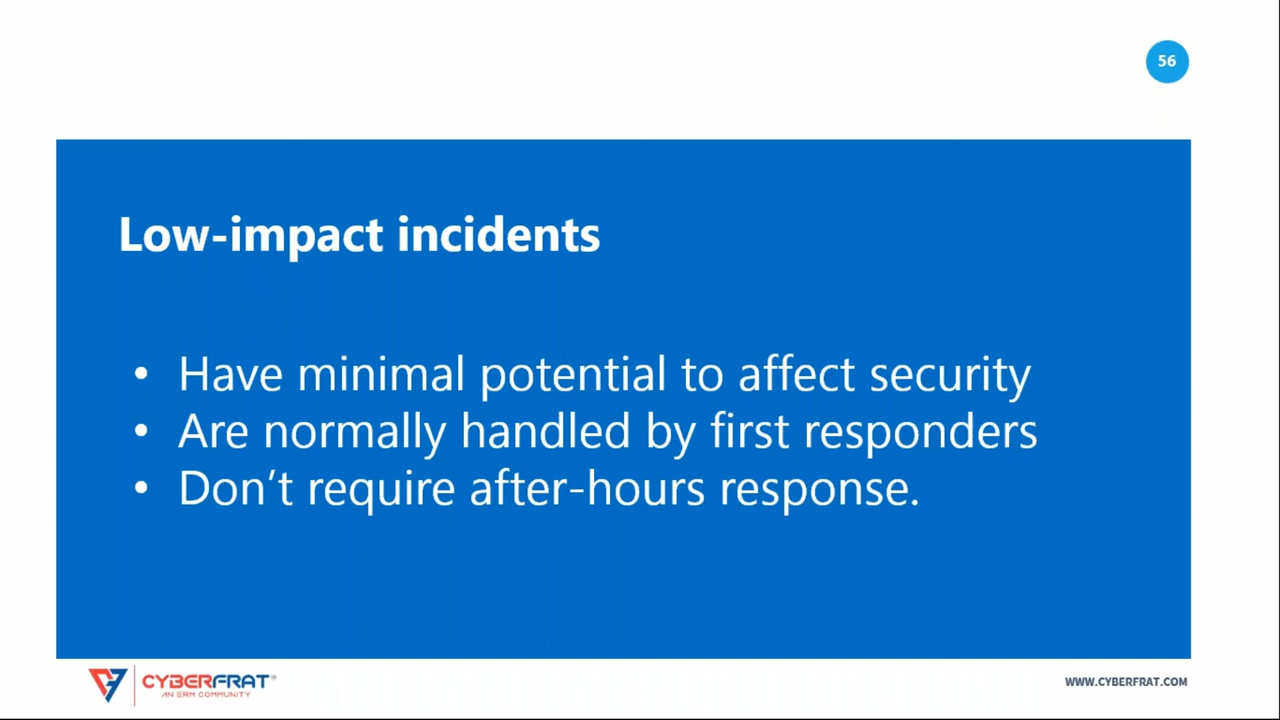 56
Low-impact incidents
• Have minimal potential to affect security
• Are normally handled by first responders
• Don’t require after-hours response.
CYBERFRAT®
AN ERM COMMUNITY
WWW.CYBERFRAT.COM